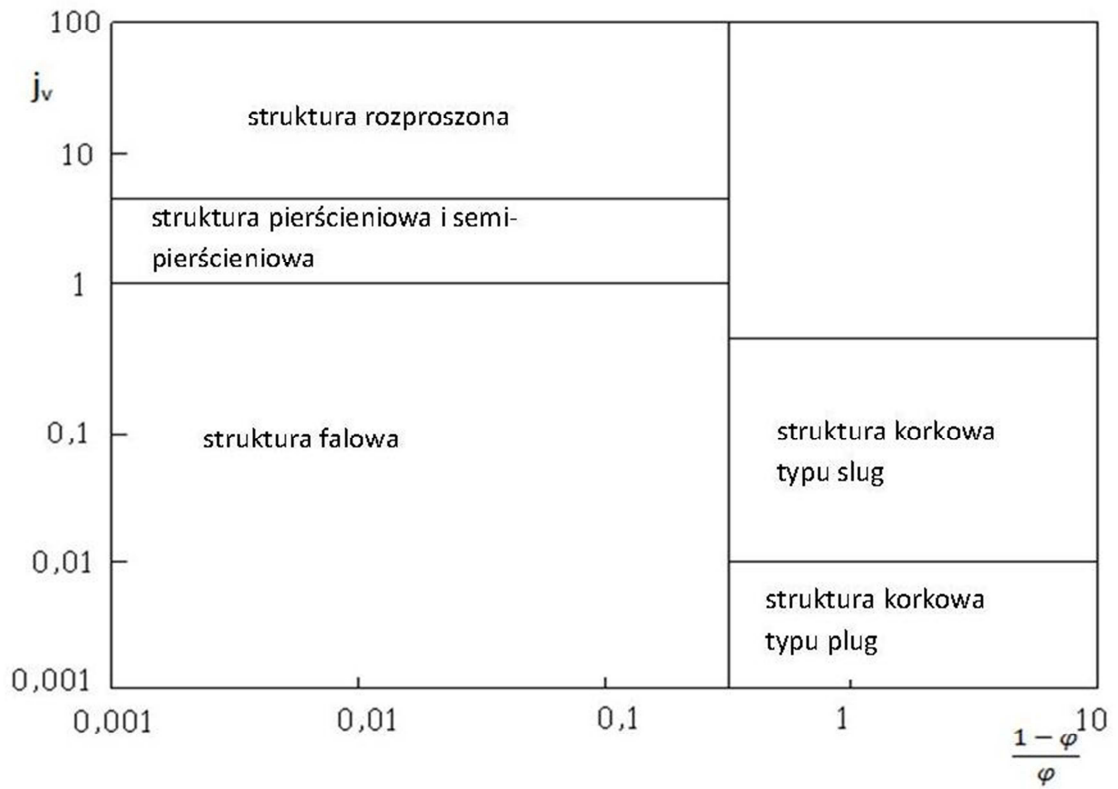 100
jv
struktura rozproszona
10
struktura pierścieniowa i semi-
pierścieniowa
1
0,1
struktura falowa
struktura korkowa
typu slug
0,01
struktura korkowa
typu plug
0,001
0,001
0,01
0,1
1
10
1 − φ
φ